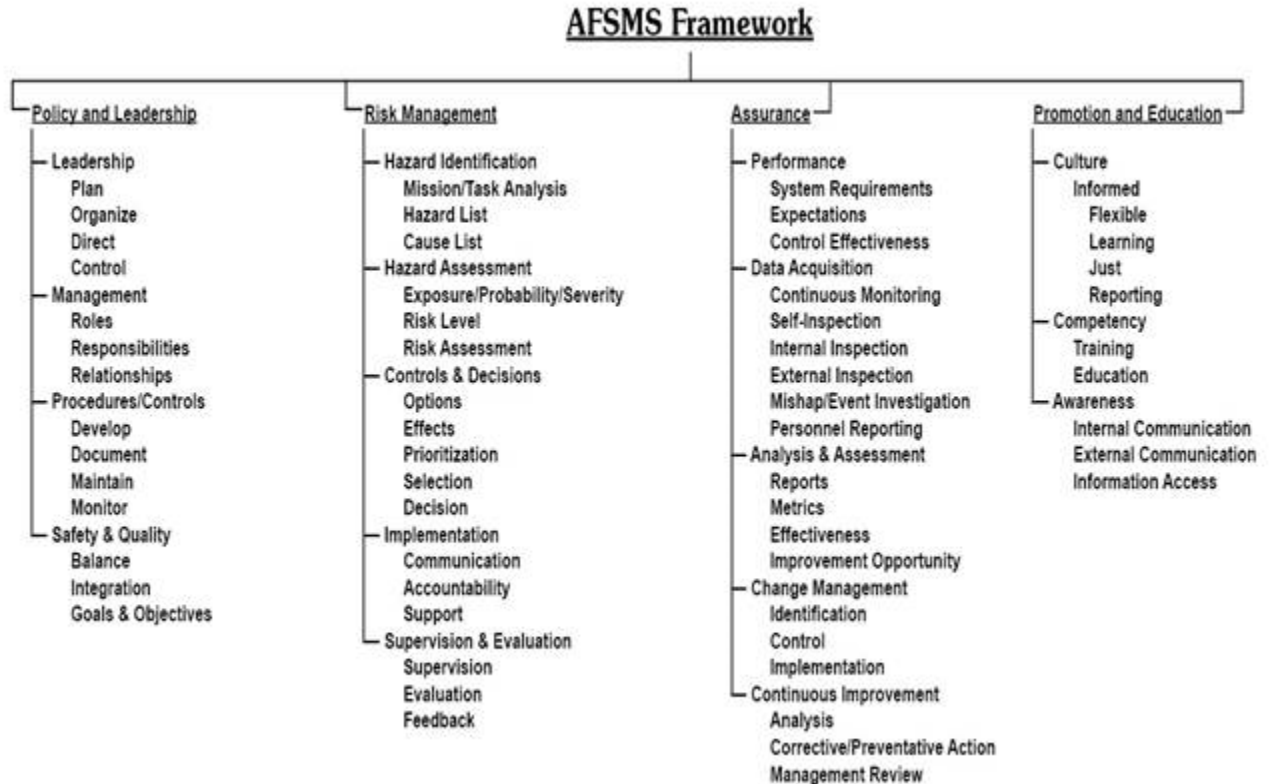 AFSMS Framework
Policy and Leadership
Leadership
Plan
Organize
Direct
Control
Management
Roles
Responsibilities
Relationships
Procedures/Controls
Develop
Document
Maintain
Monitor
Safety & Quality
Balance
Integration
Goals & Objectives
Risk Management
Hazard Identification
Mission/Task Analysis
Hazard List
Cause List
Hazard Assessment
Exposure/Probability/Severity
Risk Level
Risk Assessment
Controls & Decisions
Options
Effects
Prioritization
Selection
Decision
Implementation
Communication
Accountability
Support
Supervision & Evaluation
Supervision
Evaluation
Feedback
Assurance
Performance
System Requirements
Expectations
Control Effectiveness
Data Acquisition
Continuous Monitoring
Self-Inspection
Internal Inspection
External Inspection
Mishap/Event Investigation
Personnel Reporting
Analysis & Assessment
Reports
Metrics
Effectiveness
Improvement Opportunity
Change Management
Identification
Control
Implementation
Continuous Improvement
Analysis
Corrective/Preventative Action
Management Review
Promotion and Education
Culture
Informed
Flexible
Learning
Just
Reporting
Competency
Training
Education
Awareness
Internal Communication
External Communication
Information Access